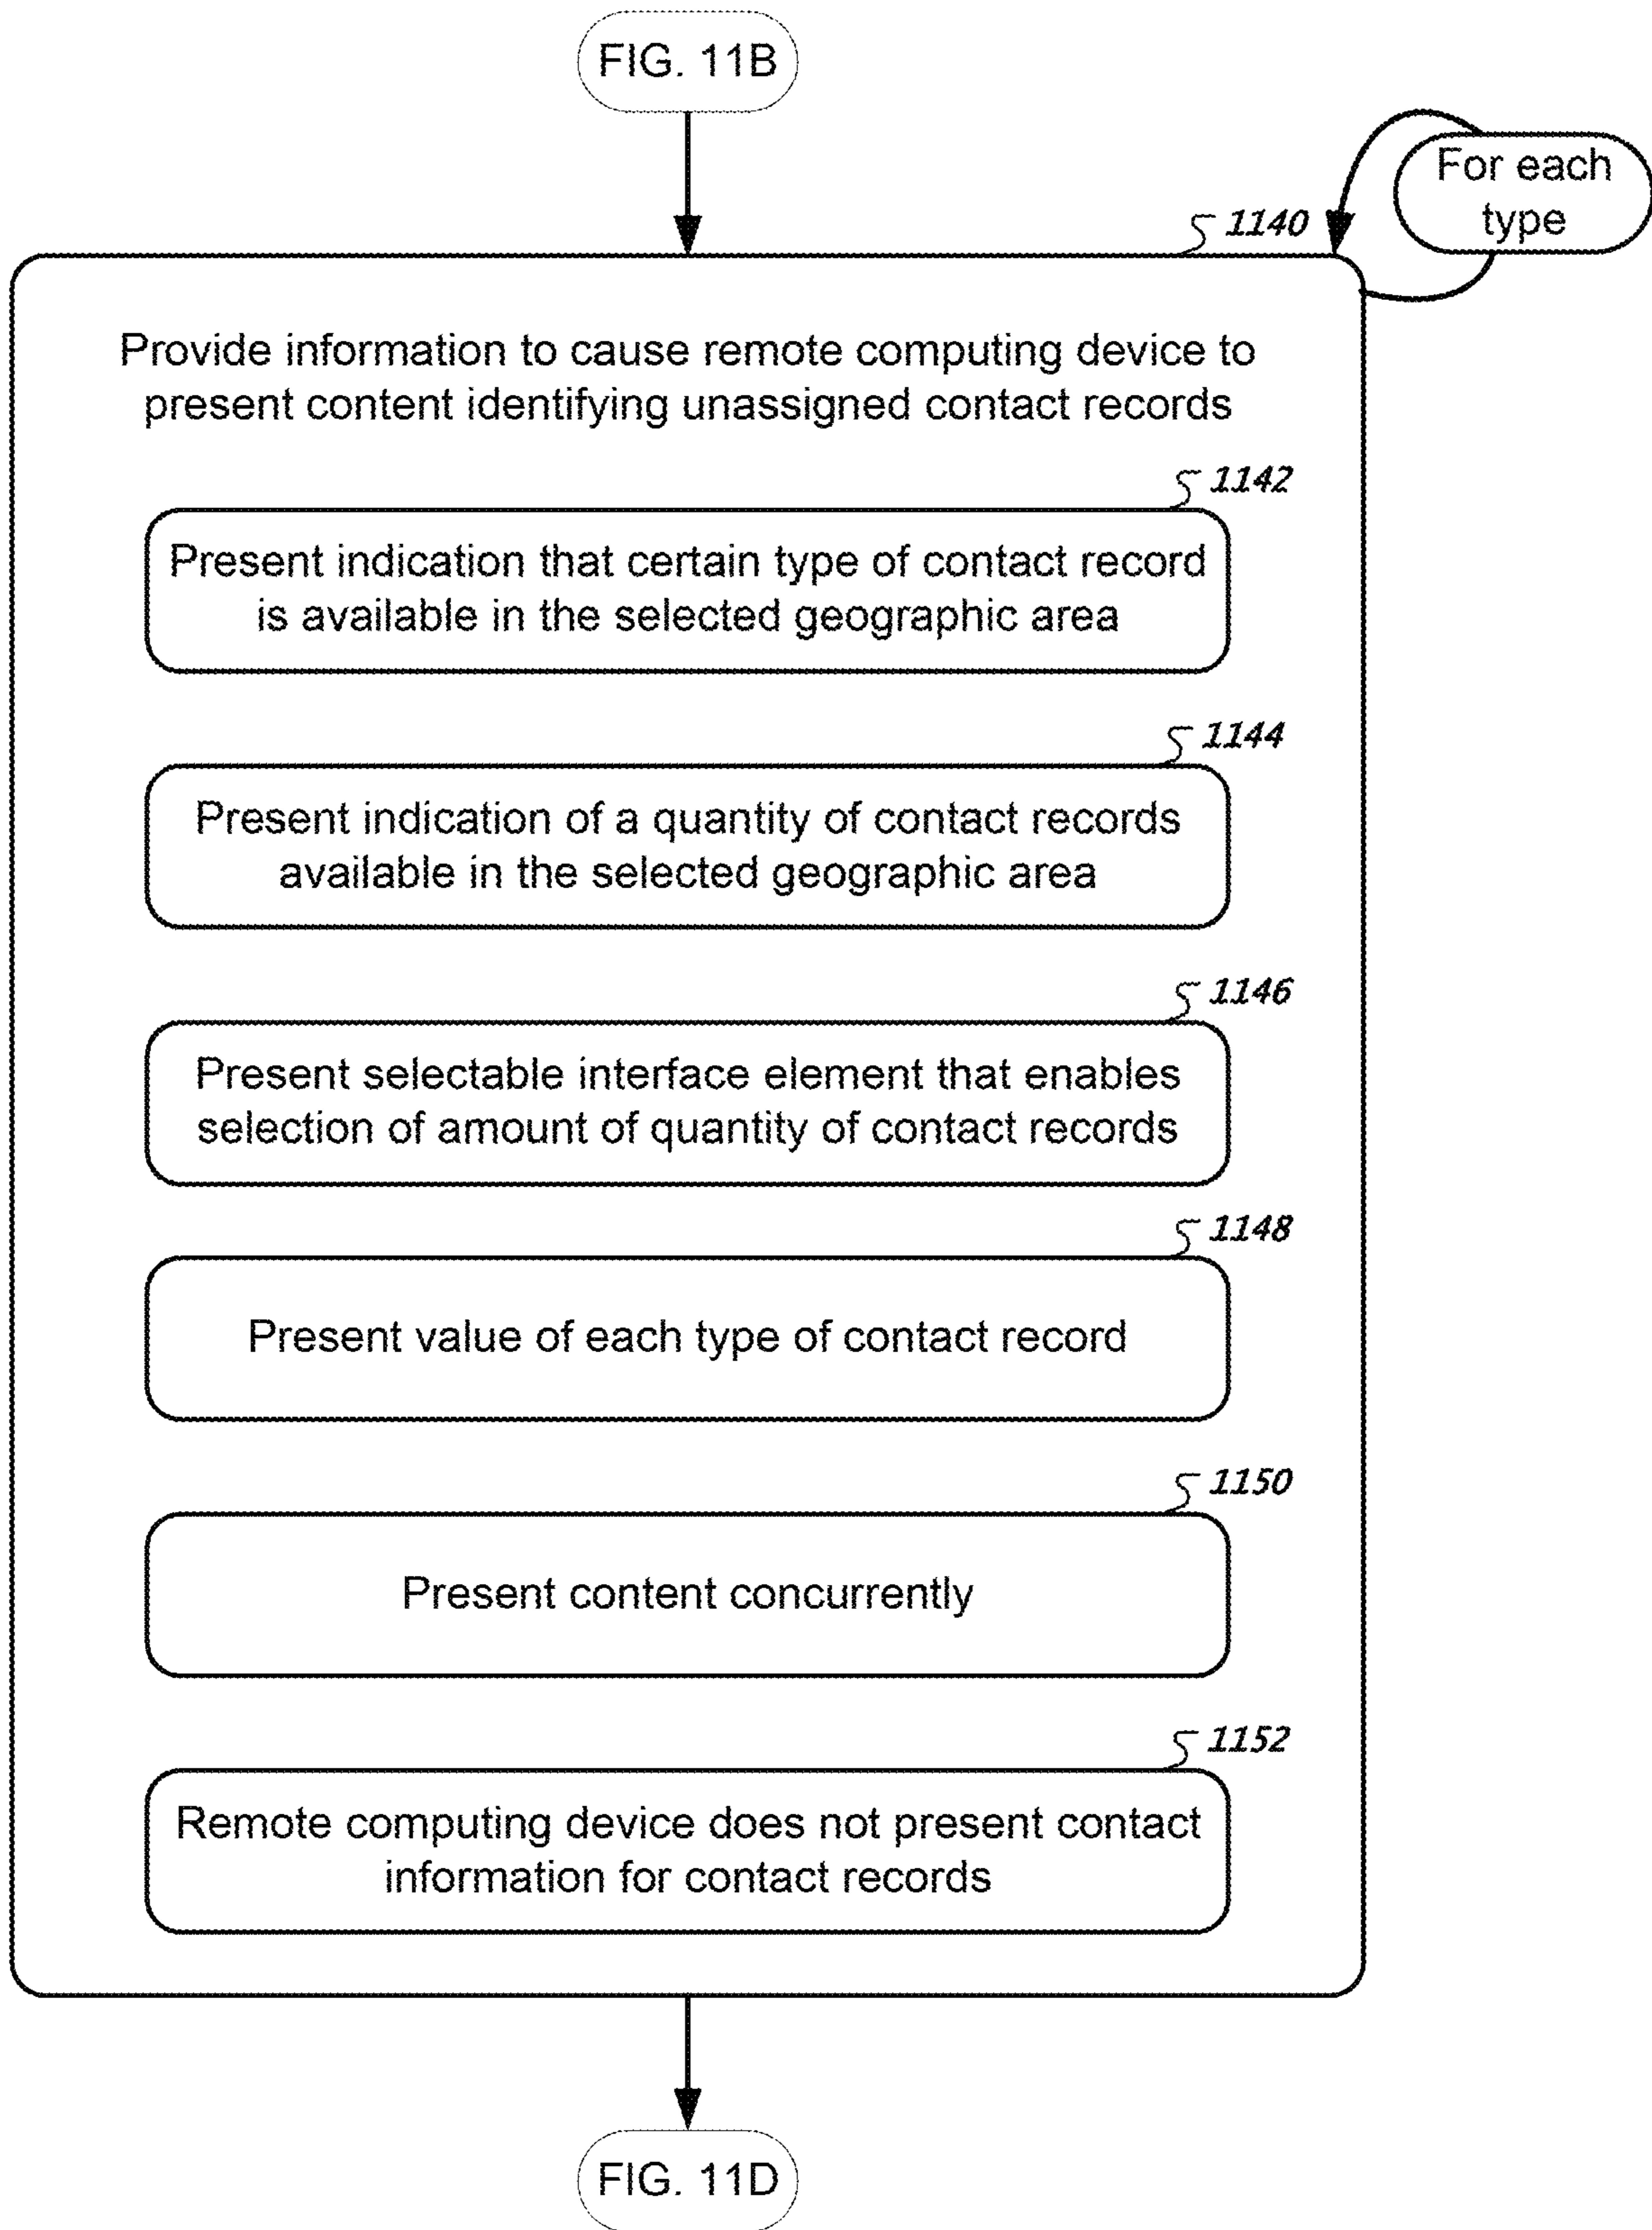 FIG. 11B
For each
type
1140
Provide information to cause remote computing device to
present content identifying unassigned contact records
1142
Present indication that certain type of contact record
is available in the selected geographic area
1144
Present indication of a quantity of contact records
available in the selected geographic area
1146
Present selectable interface element that enables
selection of amount of quantity of contact records
1148
Present value of each type of contact record
1150
Present content concurrently
1152
Remote computing device does not present contact
information for contact records
FIG. 11D